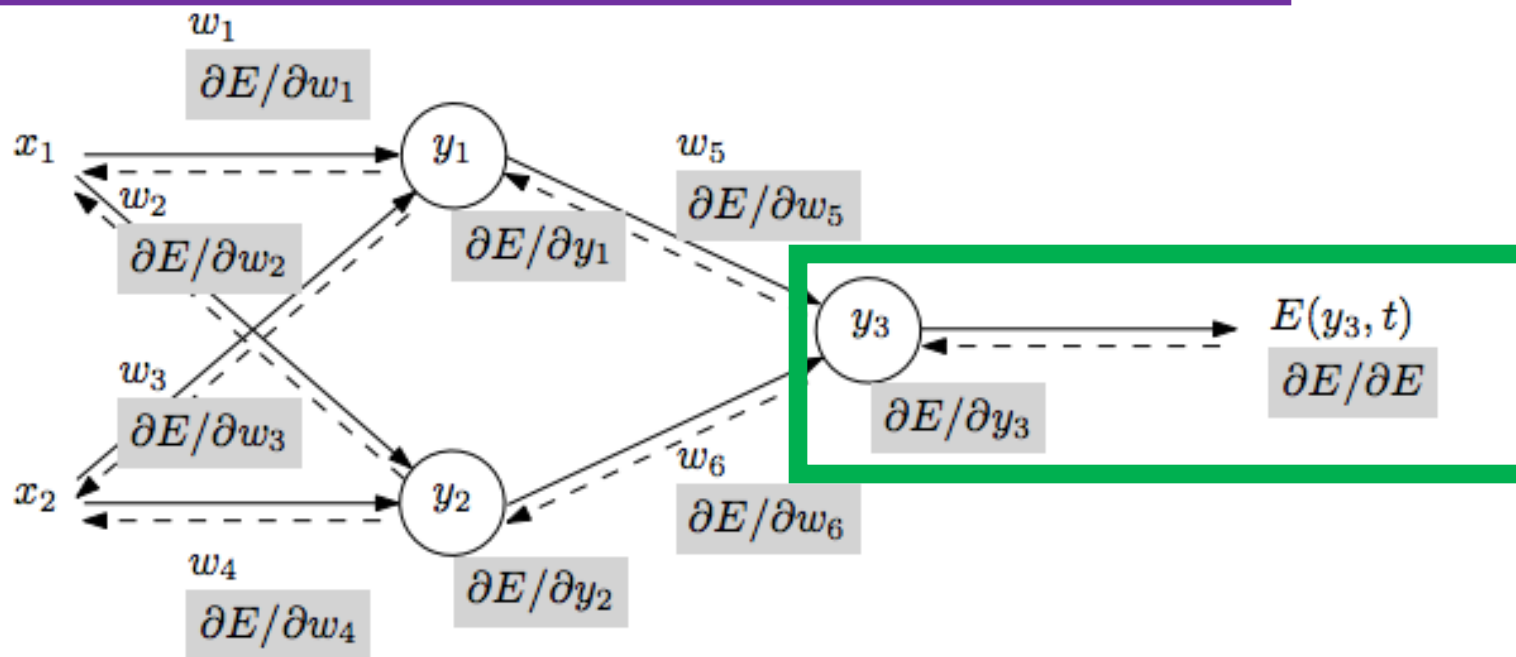 w₁
∂E/∂w₁
x₁
y₁
w₅
w₂
∂E/∂w₅
∂E/∂w₂
∂E/∂y₁
y₃
E(y₃, t)
w₃
∂E/∂E
∂E/∂w₃
∂E/∂y₃
w₆
x₂
y₂
∂E/∂w₆
w₄
∂E/∂y₂
∂E/∂w₄